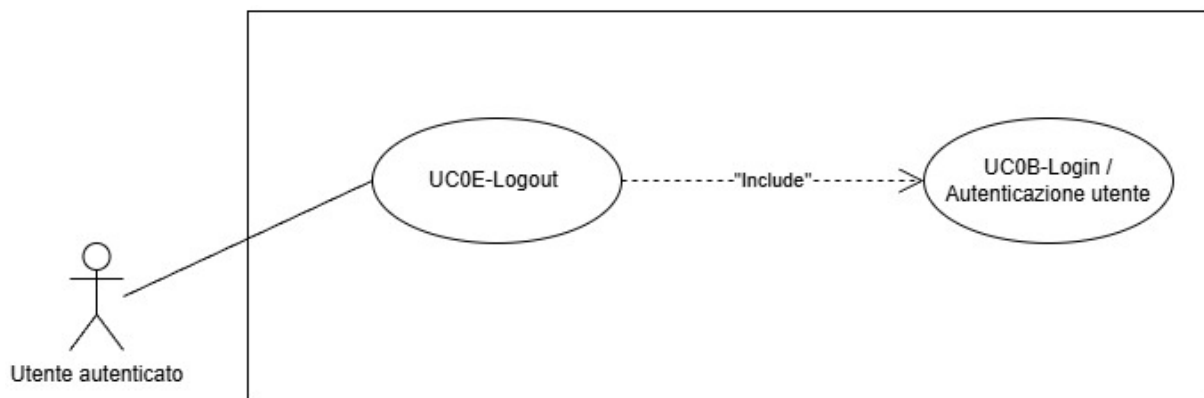 UC0E-Logout
"Include"
UC0B-Login /
Autenticazione utente
Utente autenticato